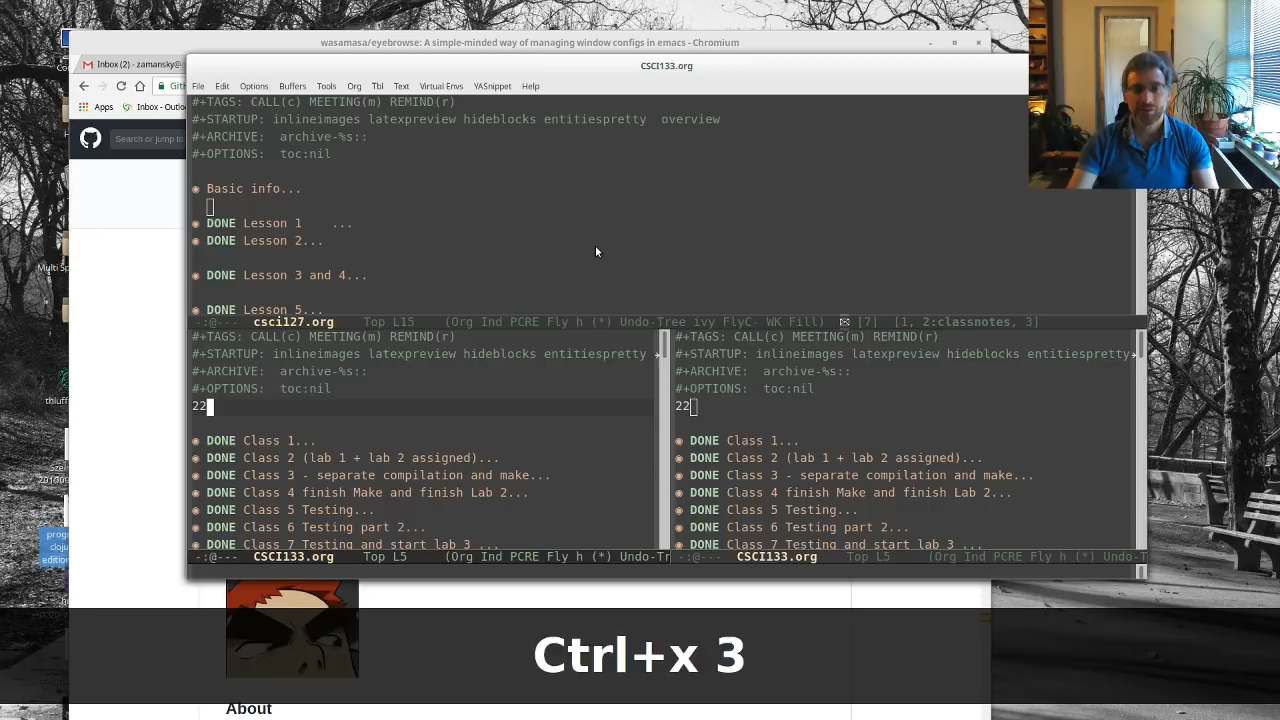 wasamasa/eyebrowse: A simple-minded way of managing window configs in emacs - Chromium
Inbox (2) - zamansky@
CSCI133.org
File Edit Options Buffers Tools Org Tbl Text Virtual Envs YASnippet Help
Apps Inbox - Outlo
Search or jump to
#+TAGS: CALL(c) MEETING(m) REMIND(r)
#+STARTUP: inlineimages latexpreview hideblocks entitiespretty  overview
#+ARCHIVE:  archive-%s::
#+OPTIONS:  toc:nil
◉ Basic info...
◉ DONE Lesson 1    ...
◉ DONE Lesson 2...
◉ DONE Lesson 3 and 4...
◉ DONE Lesson 5...
-:@---  csci127.org    Top L15    (Org Ind PCRE Fly h (*) Undo-Tree ivy FlyC- WK Fill)  [7]  [1, 2:classnotes, 3]
#+TAGS: CALL(c) MEETING(m) REMIND(r)
#+STARTUP: inlineimages latexpreview hideblocks entitiespretty
#+ARCHIVE:  archive-%s::
#+OPTIONS:  toc:nil
22
◉ DONE Class 1...
◉ DONE Class 2 (lab 1 + lab 2 assigned)...
◉ DONE Class 3 - separate compilation and make...
◉ DONE Class 4 finish Make and finish Lab 2...
◉ DONE Class 5 Testing...
◉ DONE Class 6 Testing part 2...
◉ DONE Class 7 Testing and start lab 3 ...
-:@---  CSCI133.org    Top L5    (Org Ind PCRE Fly h (*) Undo-Tr
#+TAGS: CALL(c) MEETING(m) REMIND(r)
#+STARTUP: inlineimages latexpreview hideblocks entitiespretty
#+ARCHIVE:  archive-%s::
#+OPTIONS:  toc:nil
22
◉ DONE Class 1...
◉ DONE Class 2 (lab 1 + lab 2 assigned)...
◉ DONE Class 3 - separate compilation and make...
◉ DONE Class 4 finish Make and finish Lab 2...
◉ DONE Class 5 Testing...
◉ DONE Class 6 Testing part 2...
◉ DONE Class 7 Testing and start lab 3 ...
-:@---  CSCI133.org    Top L5    (Org Ind PCRE Fly h (*) Undo-T
Ctrl+x 3
About